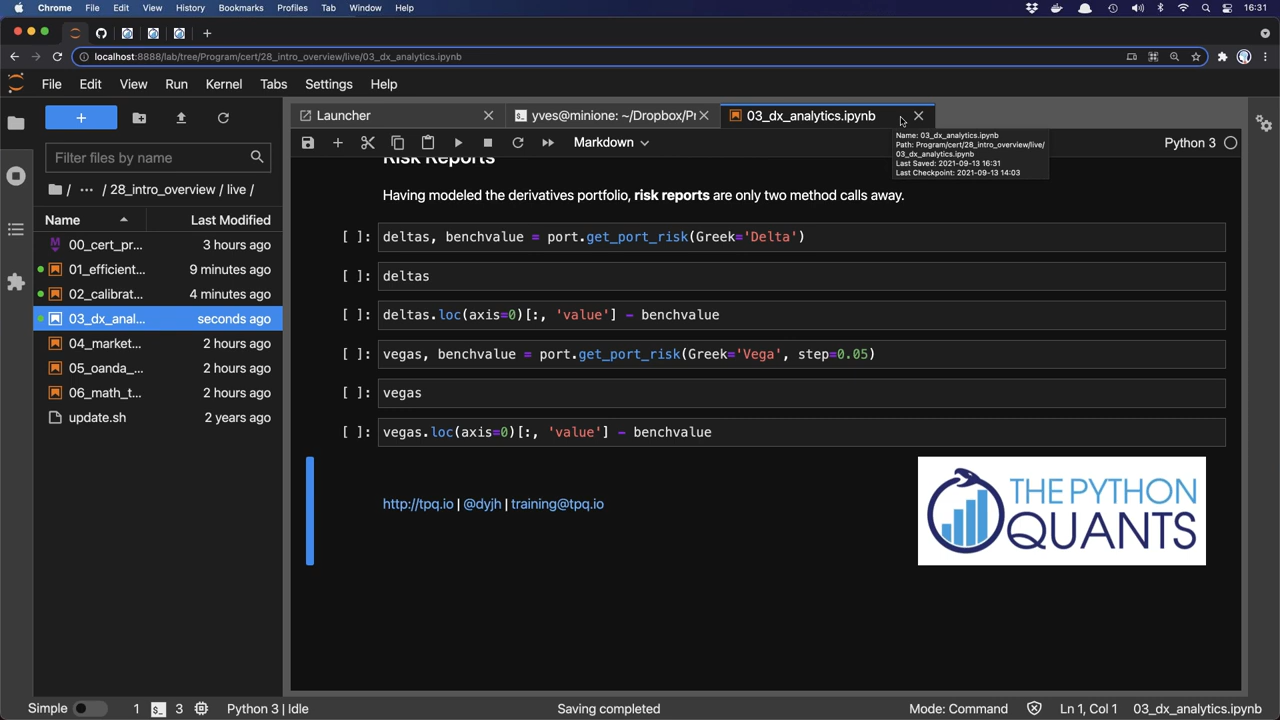 Chrome File Edit View History Bookmarks Profiles Tab Window Help 16:31
localhost:8888/lab/tree/Program/cert/28_intro_overview/live/03_dx_analytics.ipynb
File Edit View Run Kernel Tabs Settings Help
Launcher yves@minione: ~/Dropbox/Pr 03_dx_analytics.ipynb
Markdown Python 3
Name: 03_dx_analytics.ipynb
Path: Program/cert/28_intro_overview/live/
03_dx_analytics.ipynb
Last Saved: 2021-09-13 16:31
Last Checkpoint: 2021-09-13 14:03
Filter files by name
/ ··· / 28_intro_overview / live /
Name Last Modified
00_cert_pr... 3 hours ago
01_efficient... 9 minutes ago
02_calibrat... 4 minutes ago
03_dx_anal... seconds ago
04_market... 2 hours ago
05_oanda_... 2 hours ago
06_math_t... 2 hours ago
update.sh 2 years ago
Risk Reports
Having modeled the derivatives portfolio, risk reports are only two method calls away.
[ ]: deltas, benchvalue = port.get_port_risk(Greek='Delta')
[ ]: deltas
[ ]: deltas.loc(axis=0)[:, 'value'] - benchvalue
[ ]: vegas, benchvalue = port.get_port_risk(Greek='Vega', step=0.05)
[ ]: vegas
[ ]: vegas.loc(axis=0)[:, 'value'] - benchvalue
http://tpq.io | @dyjh | training@tpq.io
THE PYTHON
QUANTS
Simple 1 3 Python 3 | Idle Saving completed Mode: Command Ln 1, Col 1 03_dx_analytics.ipynb